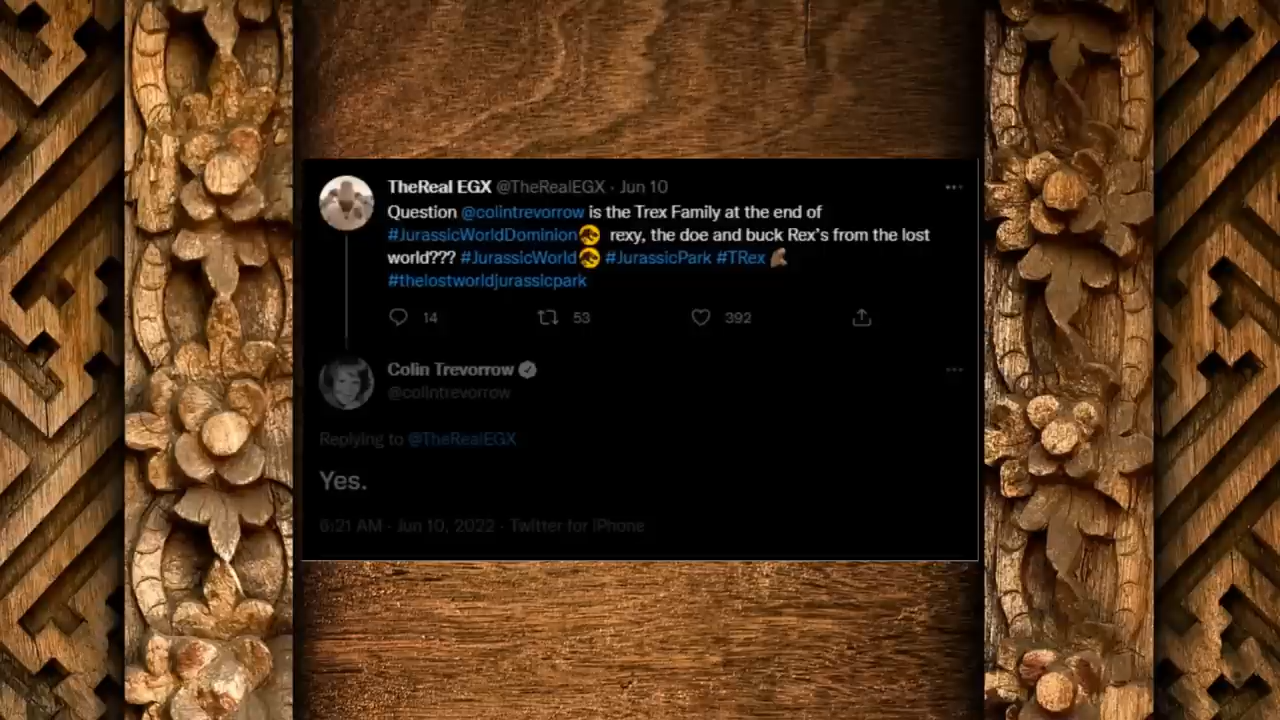 TheReal EGX @TheRealEGX · Jun 10
Question @colintrevorrow is the Trex Family at the end of
#JurassicWorldDominion rexy, the doe and buck Rex's from the lost
world??? #JurassicWorld #JurassicPark #TRex
#thelostworldjurassicpark
14 53 392
Colin Trevorrow
@colintrevorrow
Replying to @TheRealEGX
Yes.
6:21 AM · Jun 10, 2022 · Twitter for iPhone